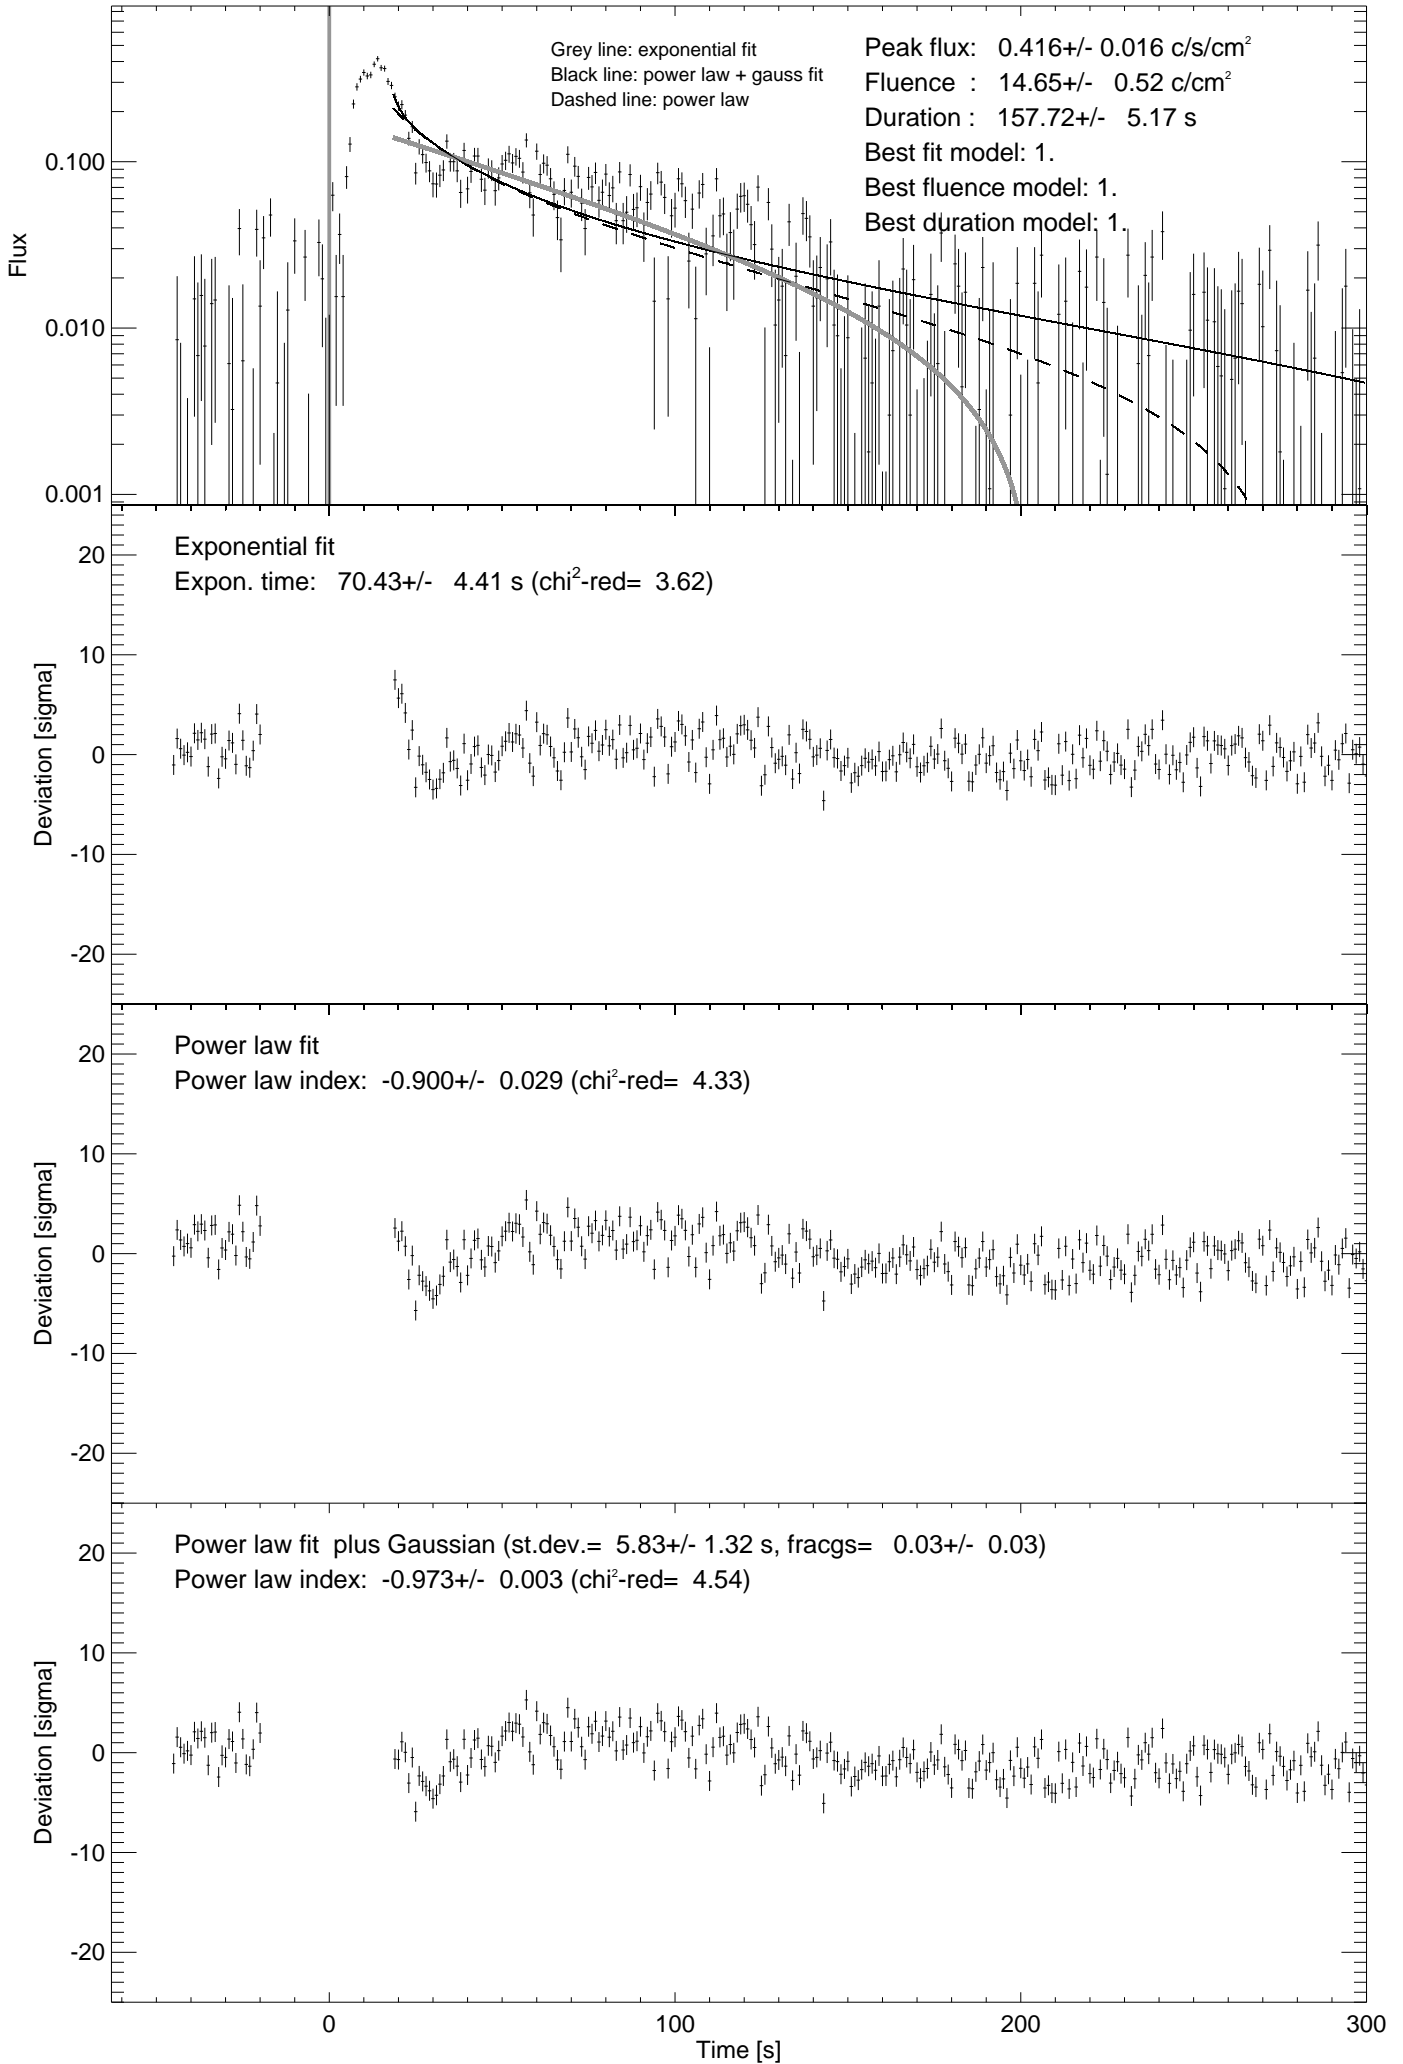 Grey line: exponential fit
Black line: power law + gauss fit
Dashed line: power law
Peak flux: 0.416+/- 0.016 c/s/cm²
Fluence : 14.65+/- 0.52 c/cm²
Duration : 157.72+/- 5.17 s
Best fit model: 1.
Best fluence model: 1.
Best duration model: 1.
Flux
0.100
0.010
0.001
Exponential fit
Expon. time: 70.43+/- 4.41 s (chi²-red= 3.62)
Deviation [sigma]
20
10
0
-10
-20
Power law fit
Power law index: -0.900+/- 0.029 (chi²-red= 4.33)
Deviation [sigma]
20
10
0
-10
-20
Power law fit plus Gaussian (st.dev.= 5.83+/- 1.32 s, fracgs= 0.03+/- 0.03)
Power law index: -0.973+/- 0.003 (chi²-red= 4.54)
Deviation [sigma]
20
10
0
-10
-20
0 100 200 300
Time [s]